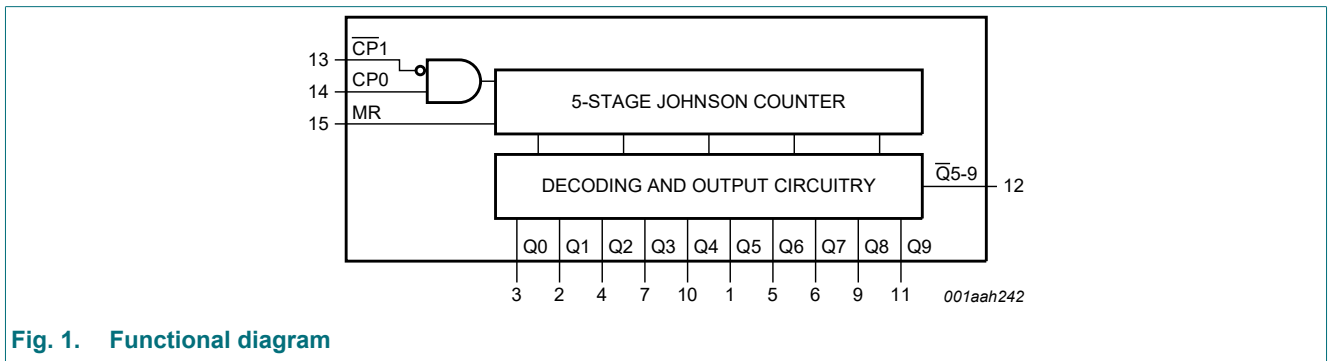 13 C̅P̅1
14 CP0
15 MR
5-STAGE JOHNSON COUNTER
DECODING AND OUTPUT CIRCUITRY
Q̅5-9 12
Q0 Q1 Q2 Q3 Q4 Q5 Q6 Q7 Q8 Q9
3 2 4 7 10 1 5 6 9 11
001aah242
Fig. 1. Functional diagram